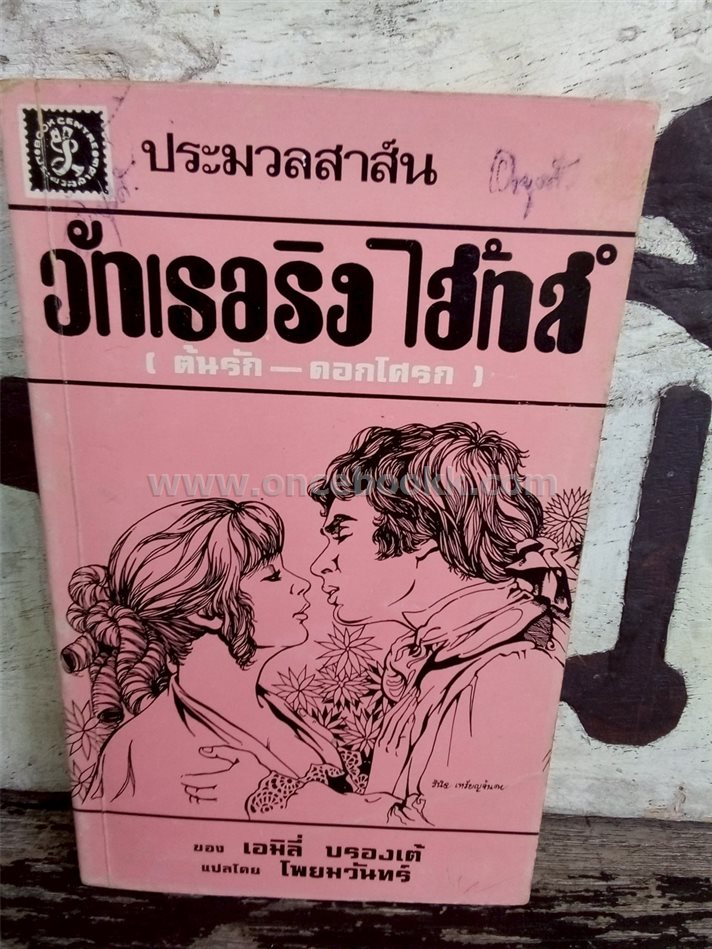 BOOK CENTRE
ประมวลสาส์น
วัทเธอริง ไฮท้ส์
( ต้นรัก — ดอกโศรก )
www.oncebookh.com
ของ เอมิลี่ บรองเต้
แปลโดย โพยมวันทร์